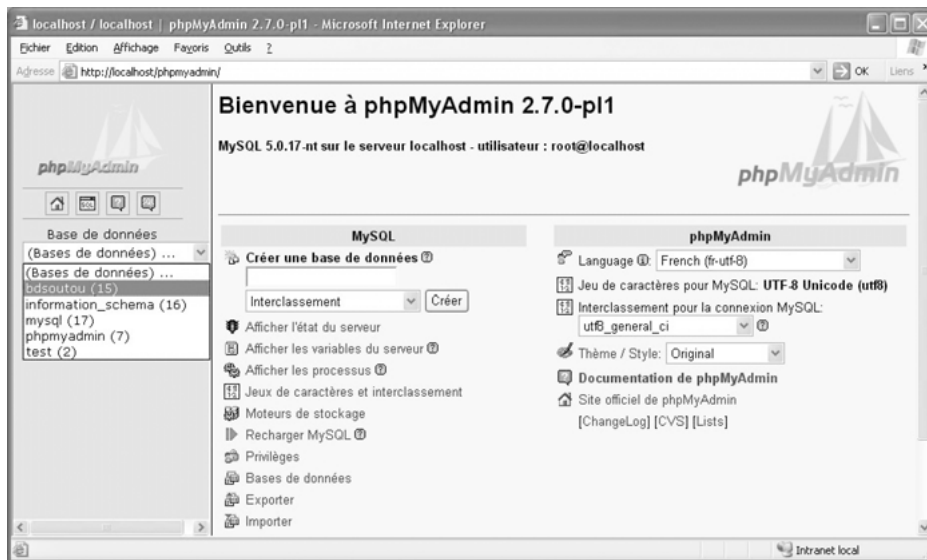 localhost / localhost | phpMyAdmin 2.7.0-pl1 - Microsoft Internet Explorer
Fichier Edition Affichage Favoris Outils ?
Adresse http://localhost/phpmyadmin/ OK Liens »
phpMyAdmin
SQL
Base de données
(Bases de données) ...
(Bases de données) ...
bdsoutou (15)
information_schema (16)
mysql (17)
phpmyadmin (7)
test (2)
Bienvenue à phpMyAdmin 2.7.0-pl1
MySQL 5.0.17-nt sur le serveur localhost - utilisateur : root@localhost
phpMyAdmin
MySQL
Créer une base de données
Interclassement Créer
Afficher l'état du serveur
Afficher les variables du serveur
Afficher les processus
Jeux de caractères et interclassement
Moteurs de stockage
Recharger MySQL
Privilèges
Bases de données
Exporter
Importer
phpMyAdmin
Language : French (fr-utf-8)
Jeu de caractères pour MySQL: UTF-8 Unicode (utf8)
Interclassement pour la connexion MySQL:
utf8_general_ci
Thème / Style: Original
Documentation de phpMyAdmin
Site officiel de phpMyAdmin
[ChangeLog] [CVS] [Lists]
Intranet local